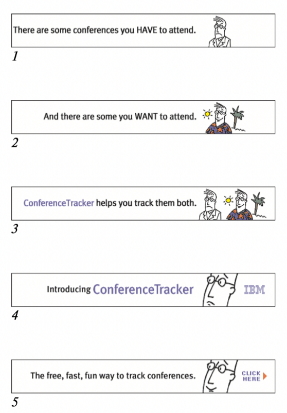 There are some conferences you HAVE to attend.
1
And there are some you WANT to attend.
2
ConferenceTracker helps you track them both.
3
Introducing ConferenceTracker IBM
4
The free, fast, fun way to track conferences. CLICK
HERE
5